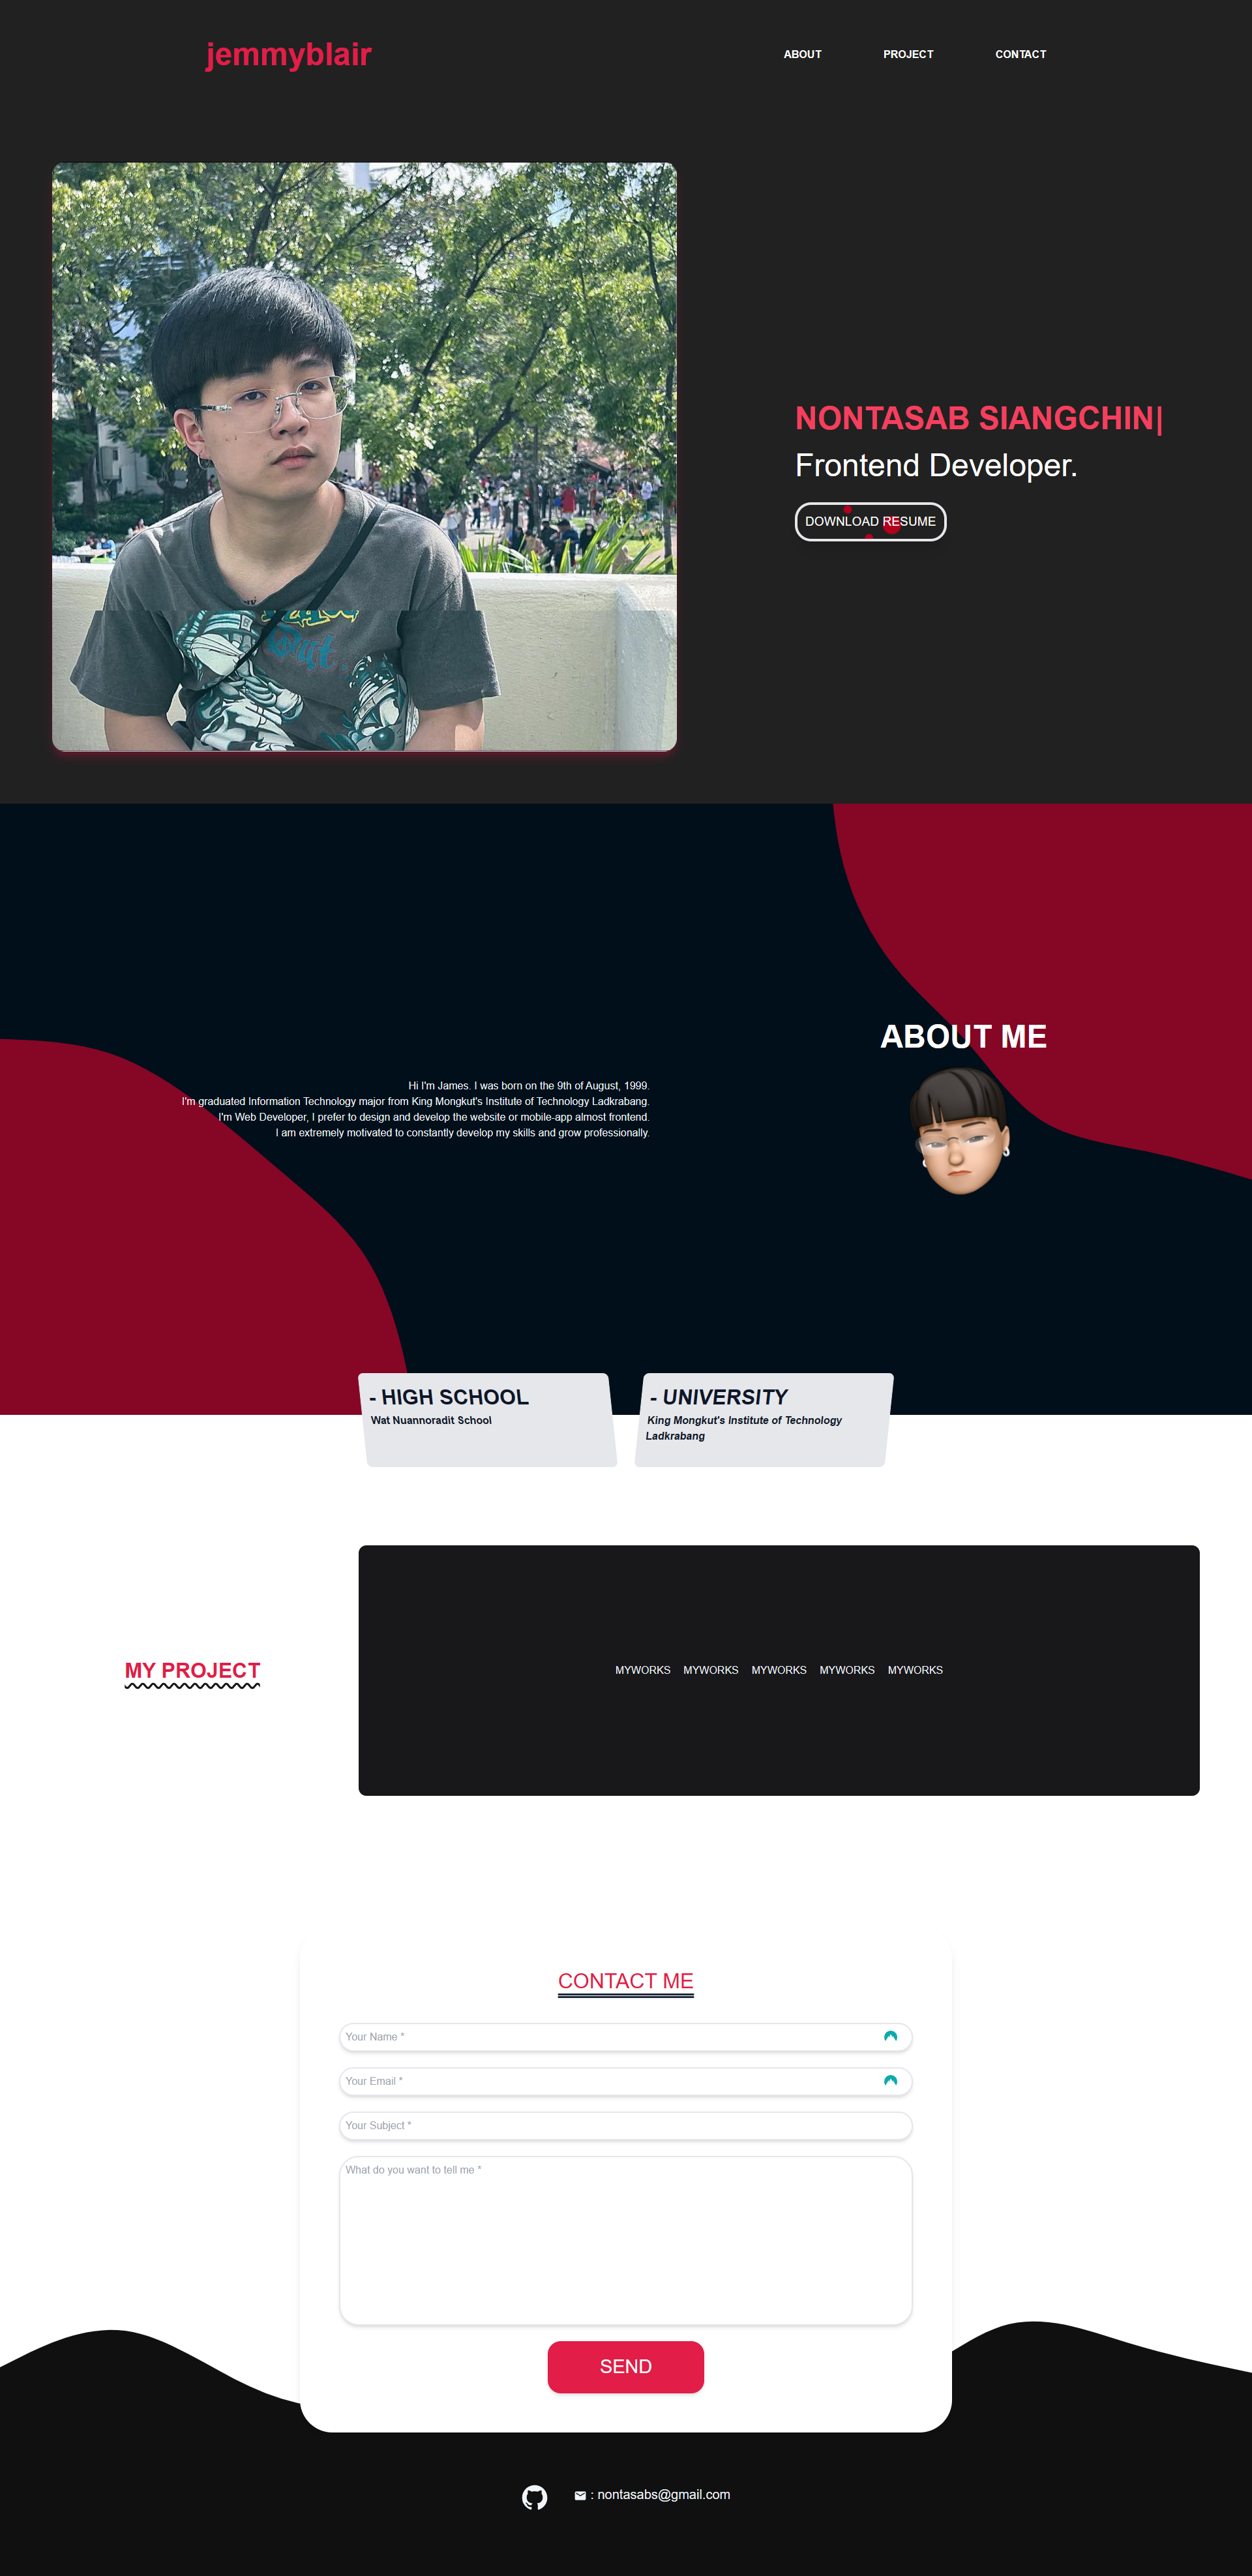 jemmyblair
ABOUT
PROJECT
CONTACT
Out
NONTASAB SIANGCHIN|
Frontend Developer.
DOWNLOAD RESUME
ABOUT ME
Hi I'm James. I was born on the 9th of August, 1999.
I'm graduated Information Technology major from King Mongkut's Institute of Technology Ladkrabang.
I'm Web Developer, I prefer to design and develop the website or mobile-app almost frontend.
I am extremely motivated to constantly develop my skills and grow professionally.
- HIGH SCHOOL
Wat Nuannoradit School
- UNIVERSITY
King Mongkut's Institute of Technology
Ladkrabang
MY PROJECT
MYWORKS MYWORKS MYWORKS MYWORKS MYWORKS
CONTACT ME
Your Name *
Your Email *
Your Subject *
What do you want to tell me *
SEND
: nontasabs@gmail.com